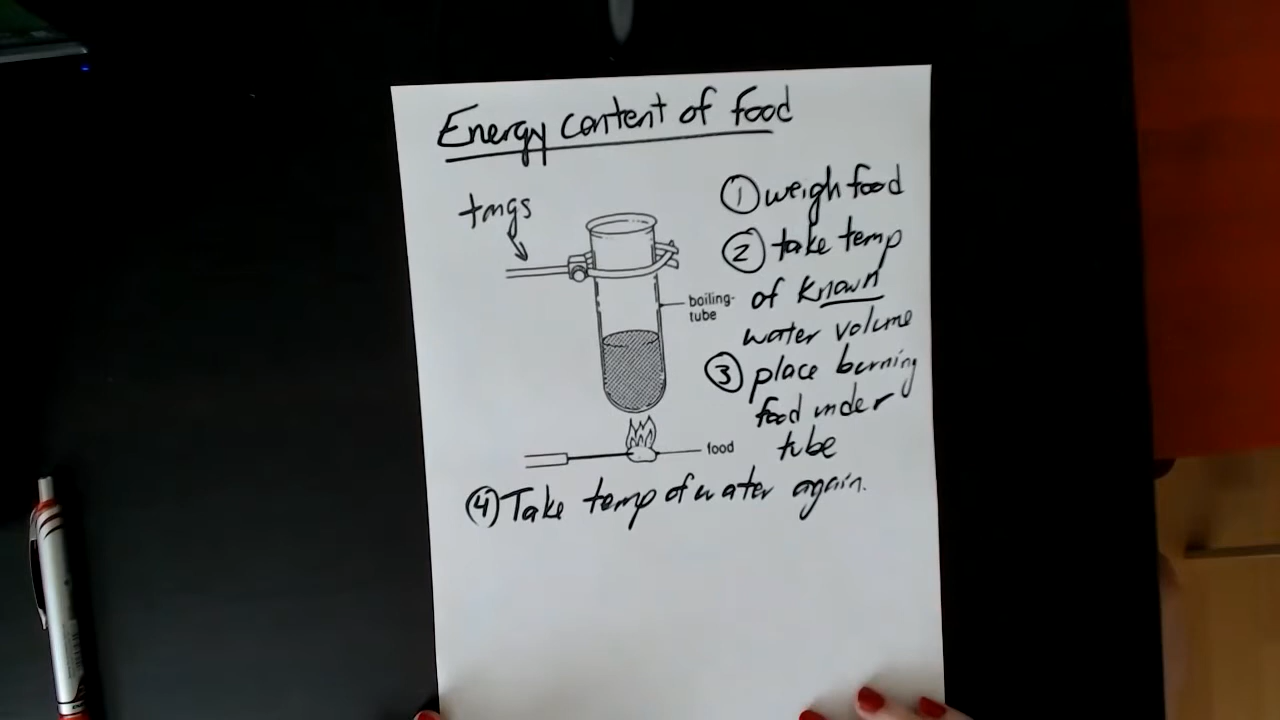 Energy content of food
tongs
① weigh food
② take temp
of known
water volume
boiling-
tube
③ place burning
food under
tube
food
④ Take temp of water again.